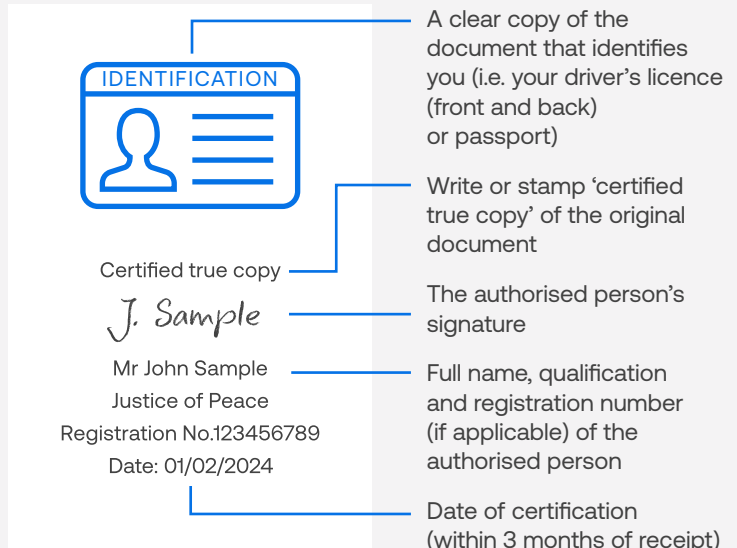 IDENTIFICATION
Certified true copy
J. Sample
Mr John Sample
Justice of Peace
Registration No.123456789
Date: 01/02/2024
A clear copy of the
document that identifies
you (i.e. your driver’s licence
(front and back)
or passport)
Write or stamp ‘certified
true copy’ of the original
document
The authorised person’s
signature
Full name, qualification
and registration number
(if applicable) of the
authorised person
Date of certification
(within 3 months of receipt)